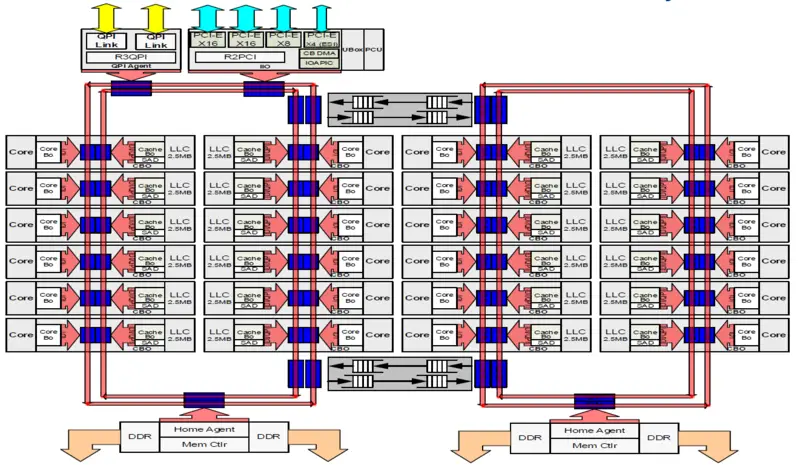 QPI Link QPI Link PCI-E X16 PCI-E X16 PCI-E X8 PCI-E X4 (ESI)
R3QPI R2PCI CB DMA UBox PCU
IOAPIC
QPI Agent IIO
Core Core Cache LLC LLC Cache Core Core Core Core Cache LLC LLC Cache Core Core
Bo Bo 2.5MB 2.5MB Bo Bo Bo Bo 2.5MB 2.5MB Bo Bo
SAD SAD SAD SAD
CBO CBO CBO CBO
Core Core Cache LLC LLC Cache Core Core Core Core Cache LLC LLC Cache Core Core
Bo Bo 2.5MB 2.5MB Bo Bo Bo Bo 2.5MB 2.5MB Bo Bo
SAD SAD SAD SAD
CBO CBO CBO CBO
Core Core Cache LLC LLC Cache Core Core Core Core Cache LLC LLC Cache Core Core
Bo Bo 2.5MB 2.5MB Bo Bo Bo Bo 2.5MB 2.5MB Bo Bo
SAD SAD SAD SAD
CBO CBO CBO CBO
Core Core Cache LLC LLC Cache Core Core Core Core Cache LLC LLC Cache Core Core
Bo Bo 2.5MB 2.5MB Bo Bo Bo Bo 2.5MB 2.5MB Bo Bo
SAD SAD SAD SAD
CBO CBO CBO CBO
Core Core Cache LLC LLC Cache Core Core Core Core Cache LLC LLC Cache Core Core
Bo Bo 2.5MB 2.5MB Bo Bo Bo Bo 2.5MB 2.5MB Bo Bo
SAD SAD SAD SAD
CBO CBO CBO CBO
Core Core Cache LLC LLC Cache Core Core Core Core Cache LLC LLC Cache Core Core
Bo Bo 2.5MB 2.5MB Bo Bo Bo Bo 2.5MB 2.5MB Bo Bo
SAD SAD SAD SAD
CBO CBO CBO CBO
DDR Home Agent DDR DDR Home Agent DDR
Mem Ctlr Mem Ctlr